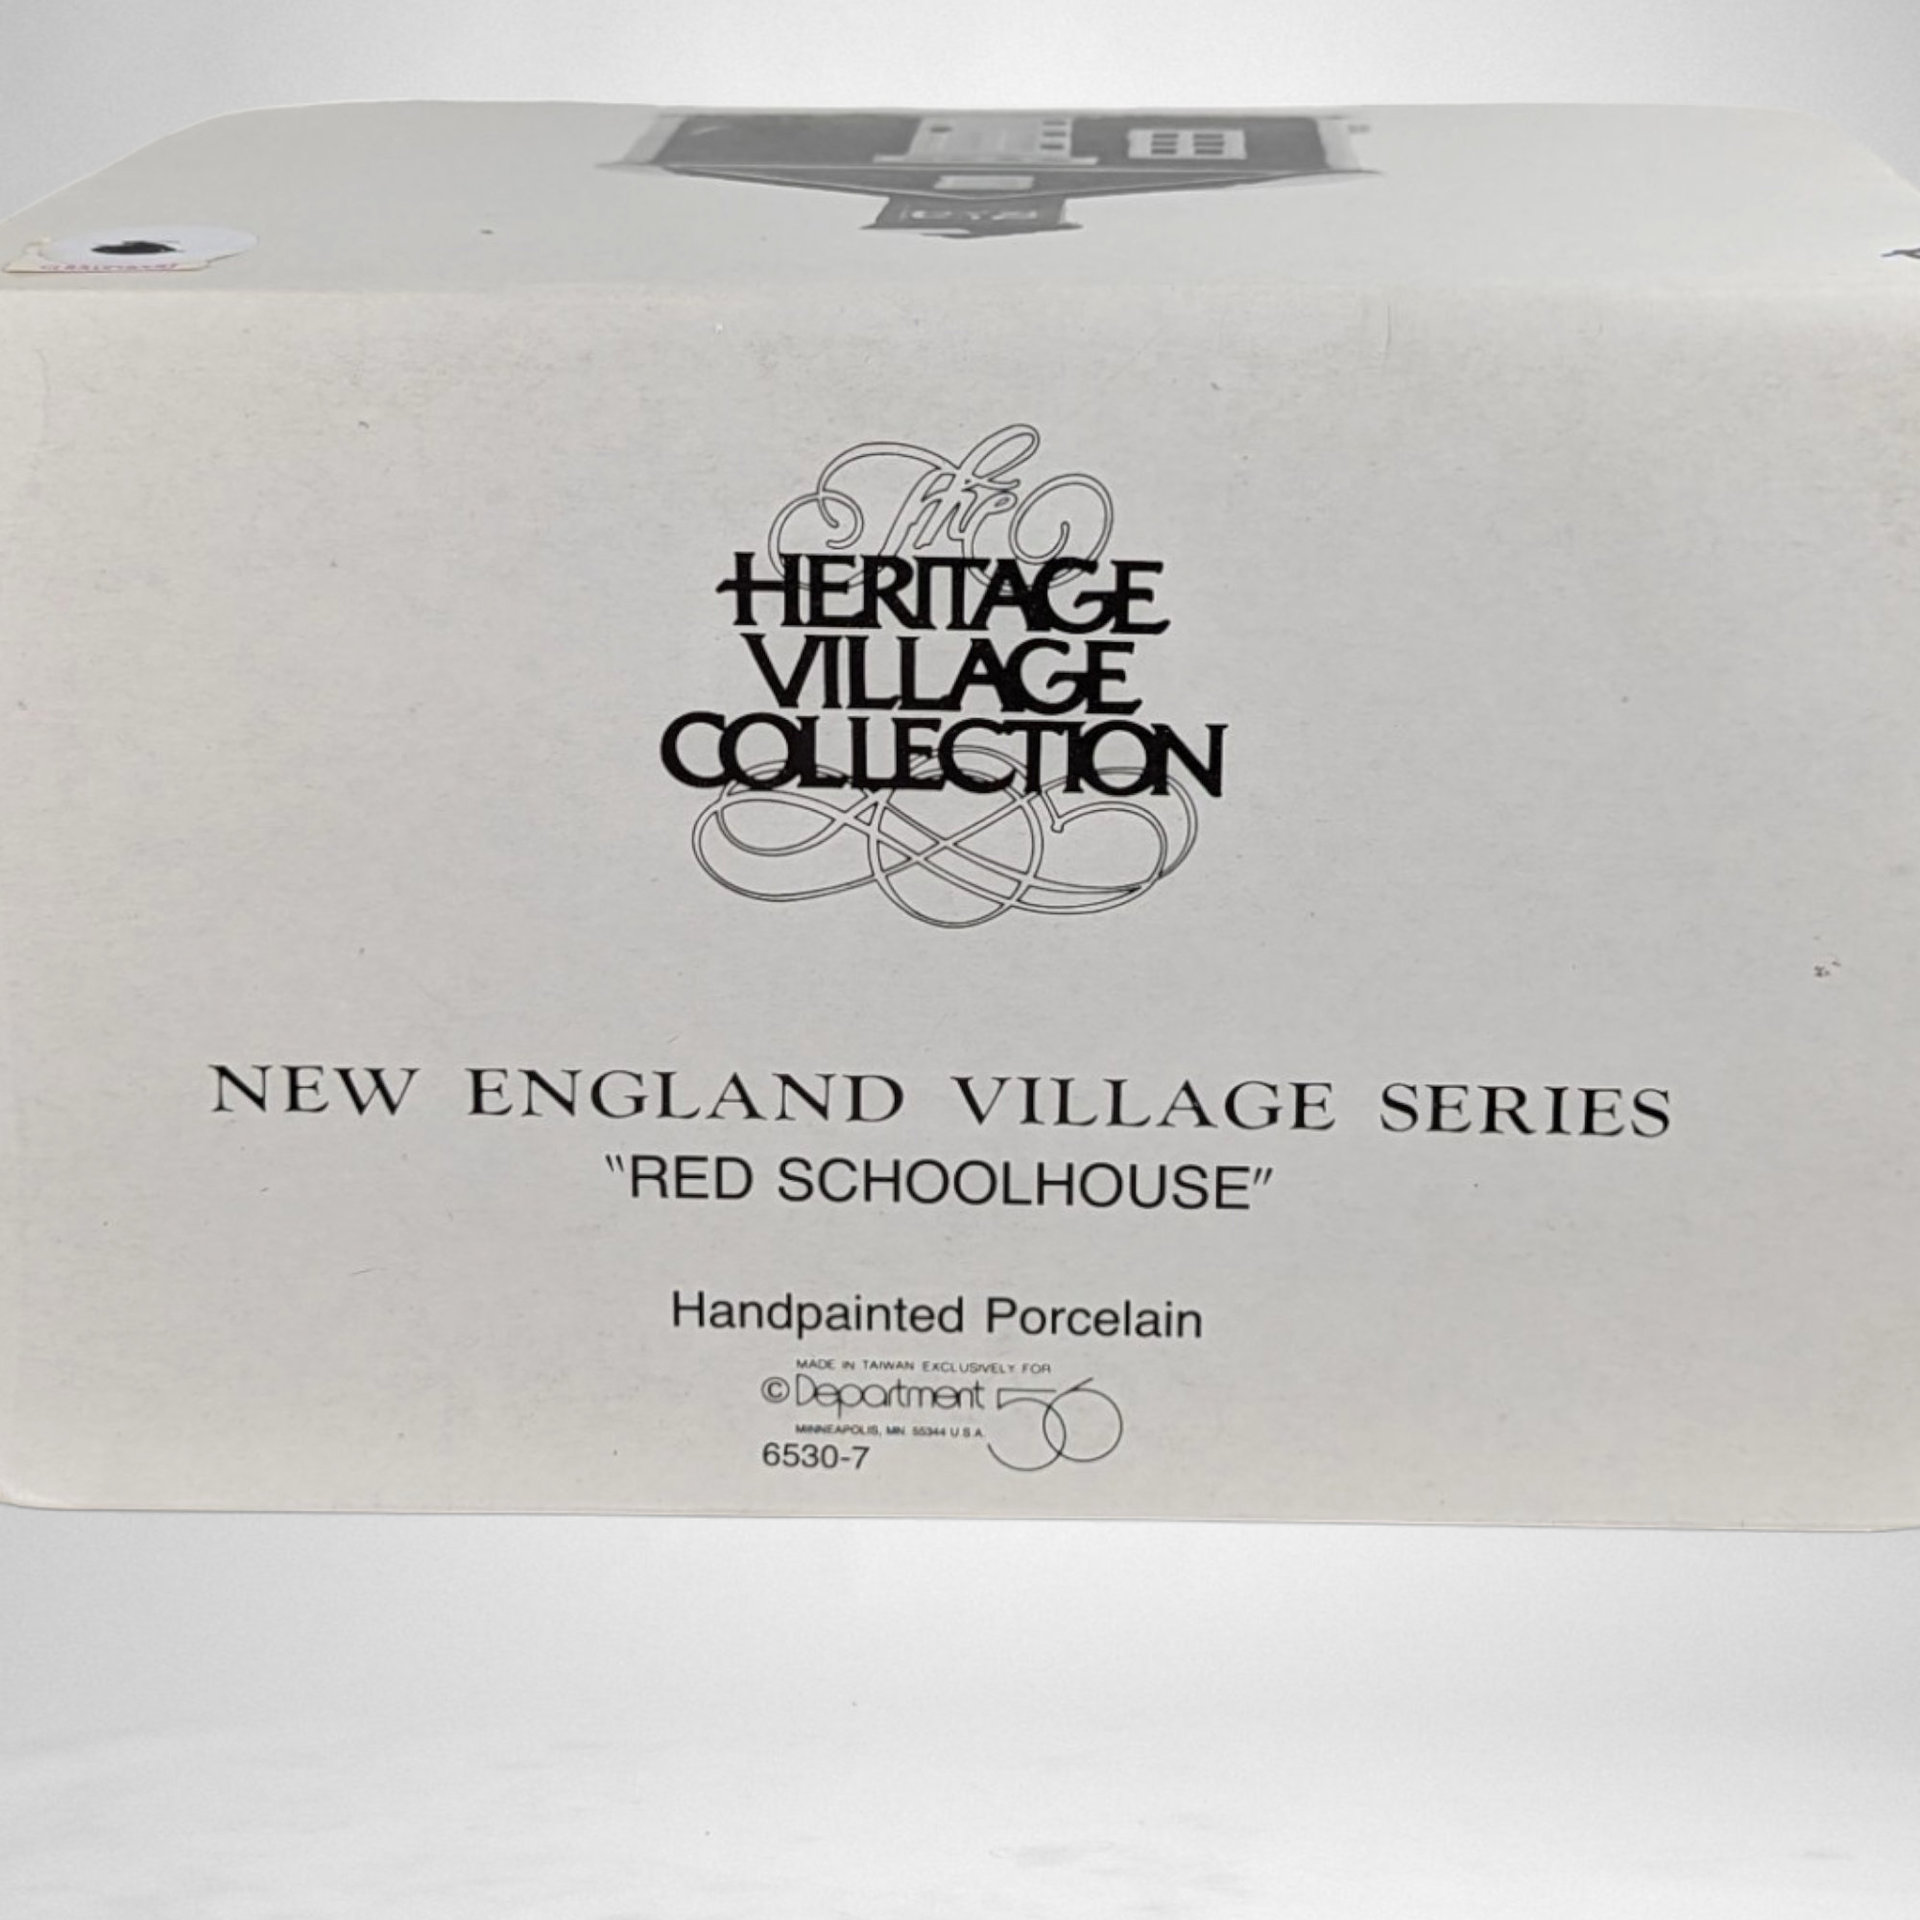 The
HERITAGE
VILLAGE
COLLECTION
NEW ENGLAND VILLAGE SERIES
"RED SCHOOLHOUSE"
Handpainted Porcelain
MADE IN TAIWAN EXCLUSIVELY FOR
© Department 56
MINNEAPOLIS, MN. 55344 U.S.A.
6530-7